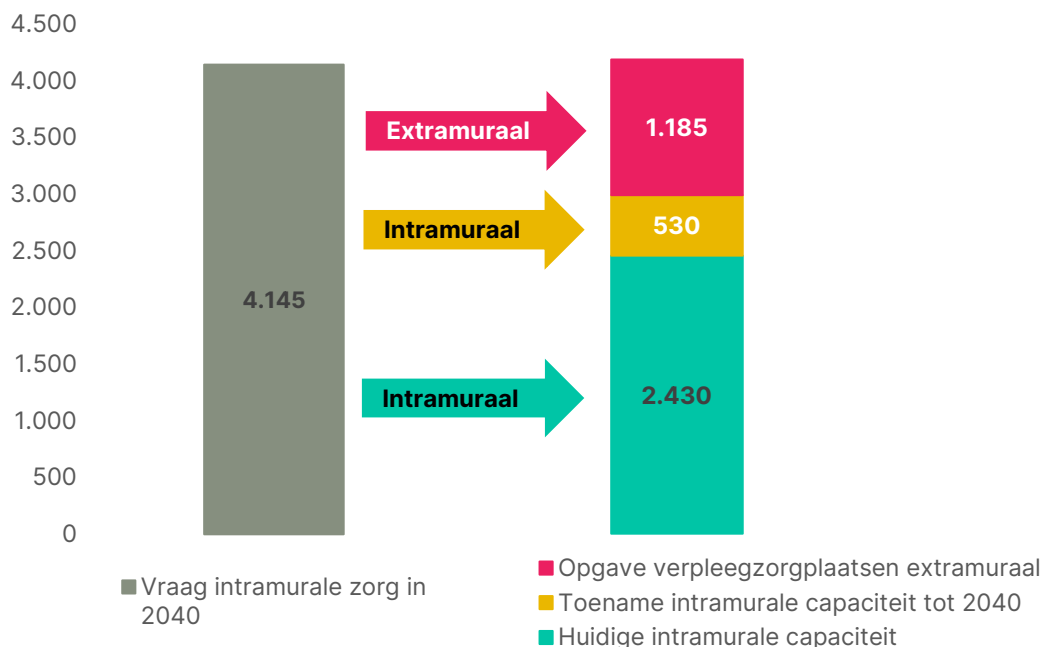 4.500
4.000
3.500
3.000
2.500
2.000
1.500
1.000
500
0
4.145
Extramuraal
Intramuraal
Intramuraal
1.185
530
2.430
Vraag intramurale zorg in
2040
Opgave verpleegzorgplaatsen extramuraal
Toename intramurale capaciteit tot 2040
Huidige intramurale capaciteit